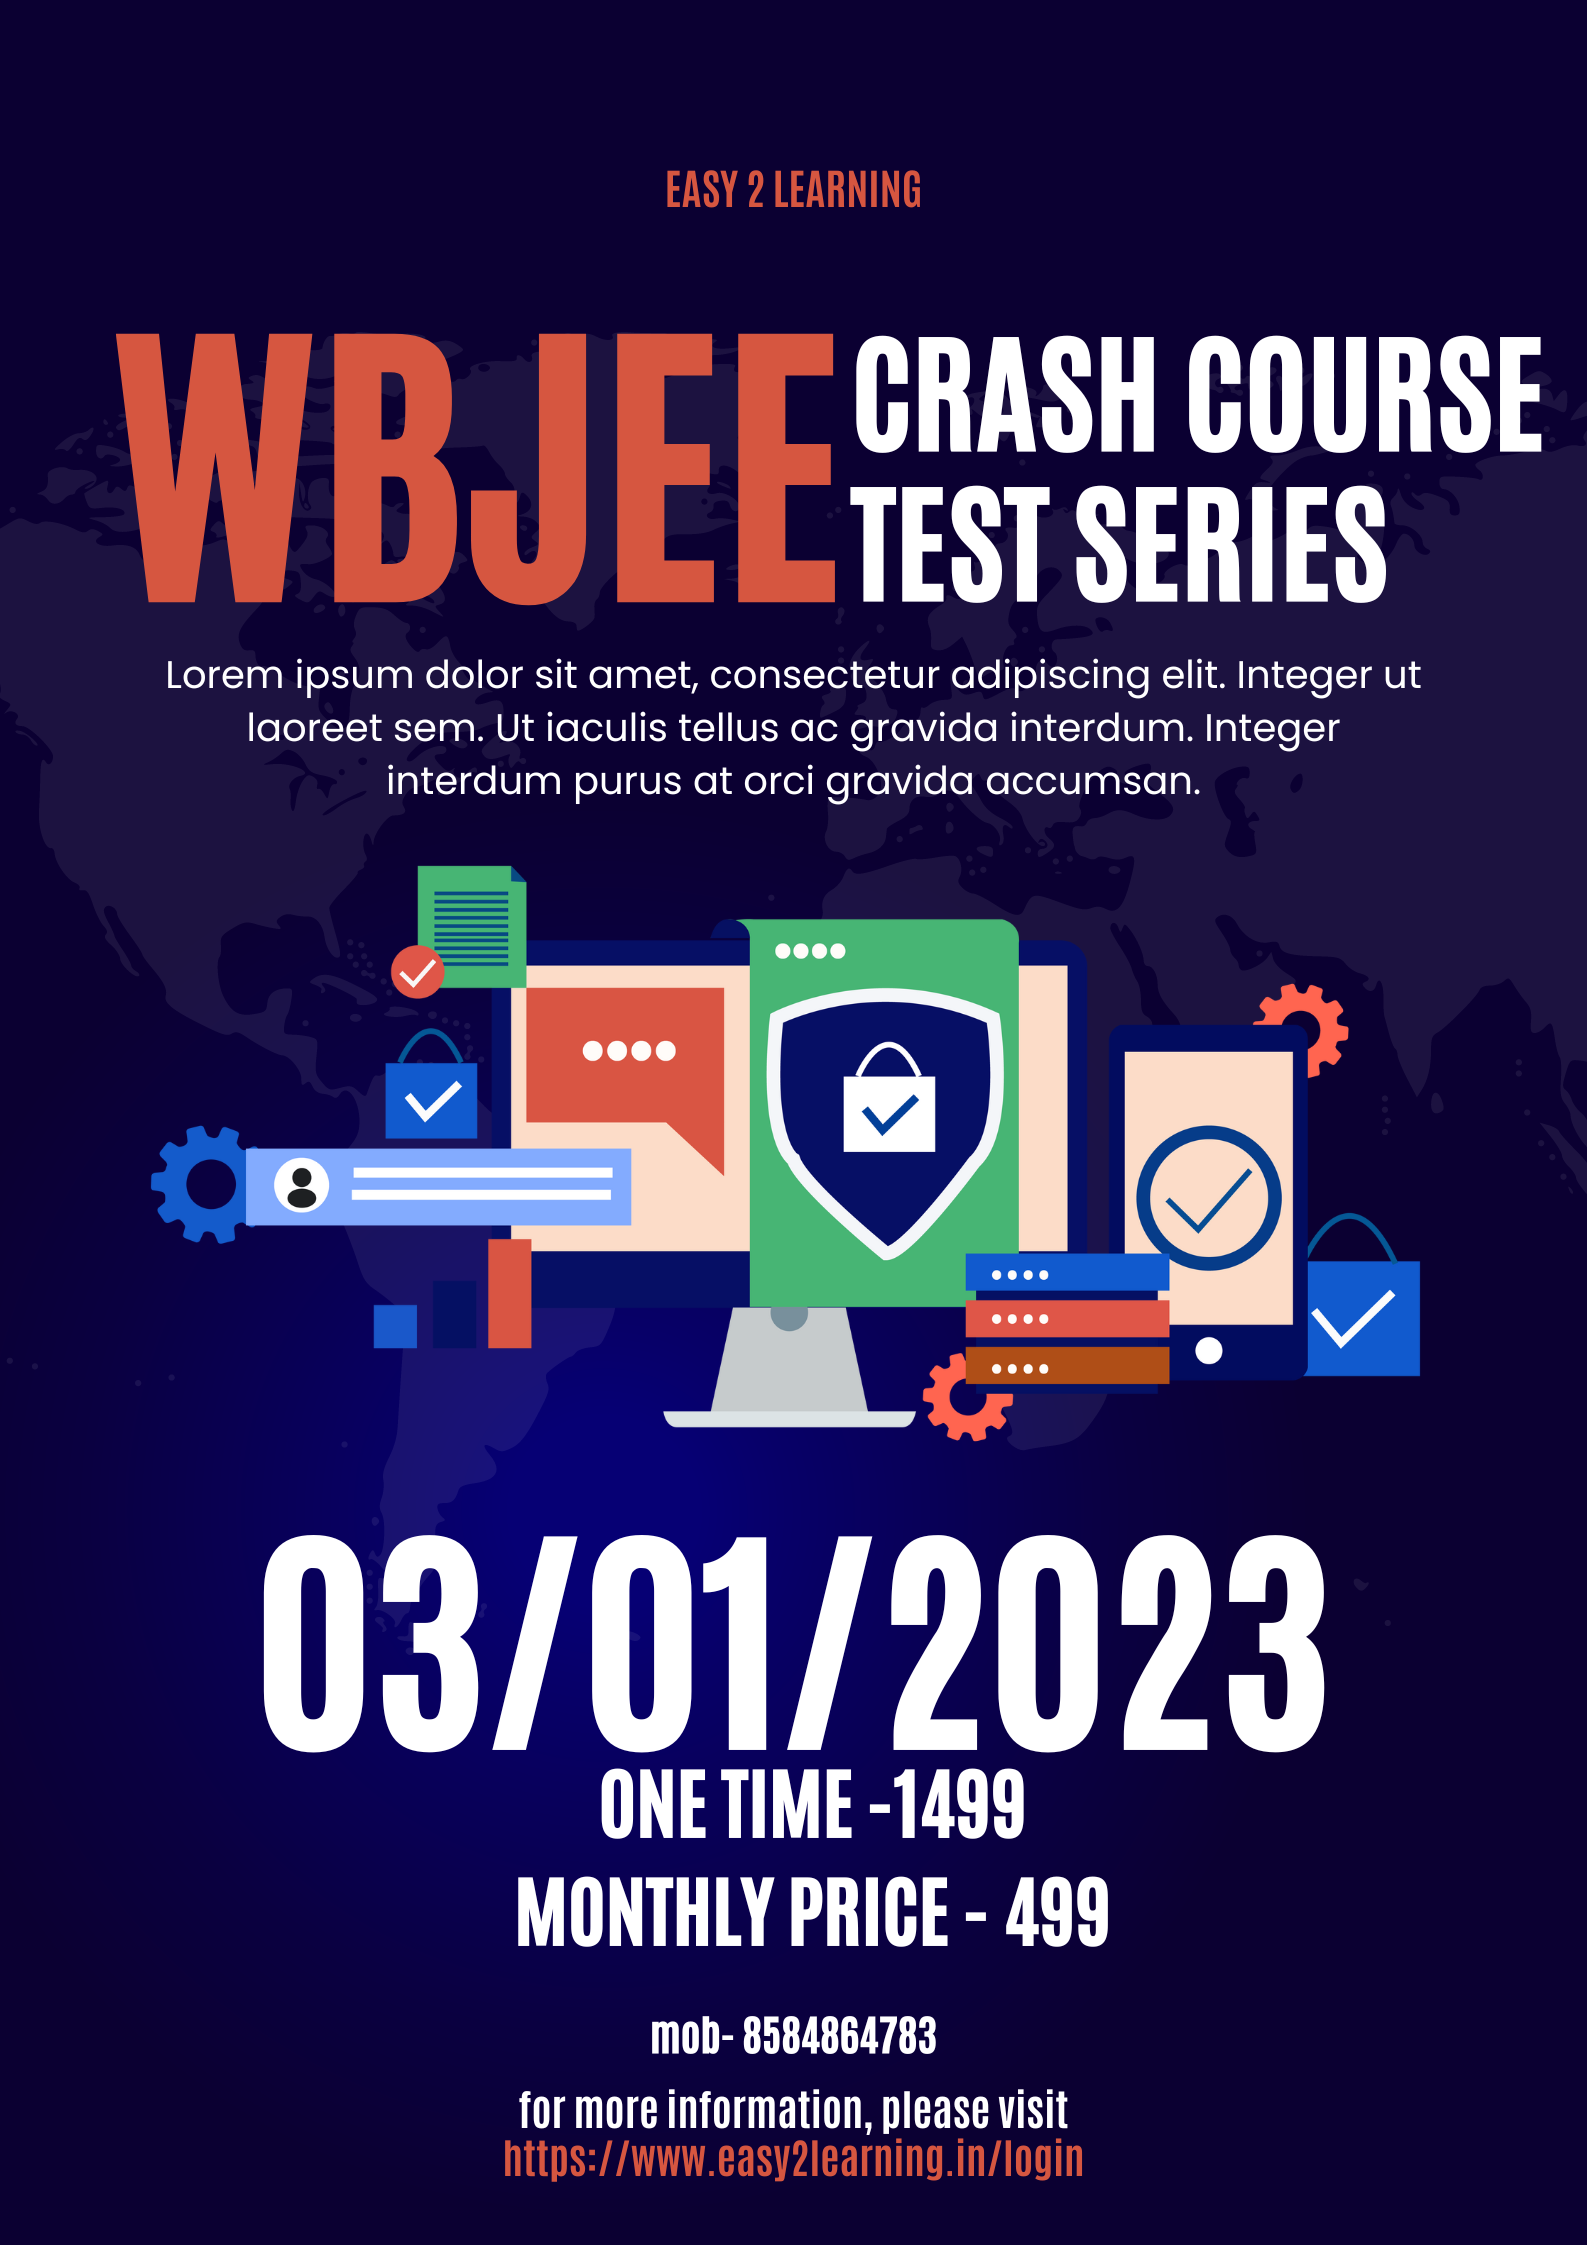 EASY 2 LEARNING
WBJEE
CRASH COURSE
TEST SERIES
Lorem ipsum dolor sit amet, consectetur adipiscing elit. Integer ut
laoreet sem. Ut iaculis tellus ac gravida interdum. Integer
interdum purus at orci gravida accumsan.
03/01/2023
ONE TIME -1499
MONTHLY PRICE - 499
mob- 8584864783
for more information, please visit
https://www.easy2learning.in/login